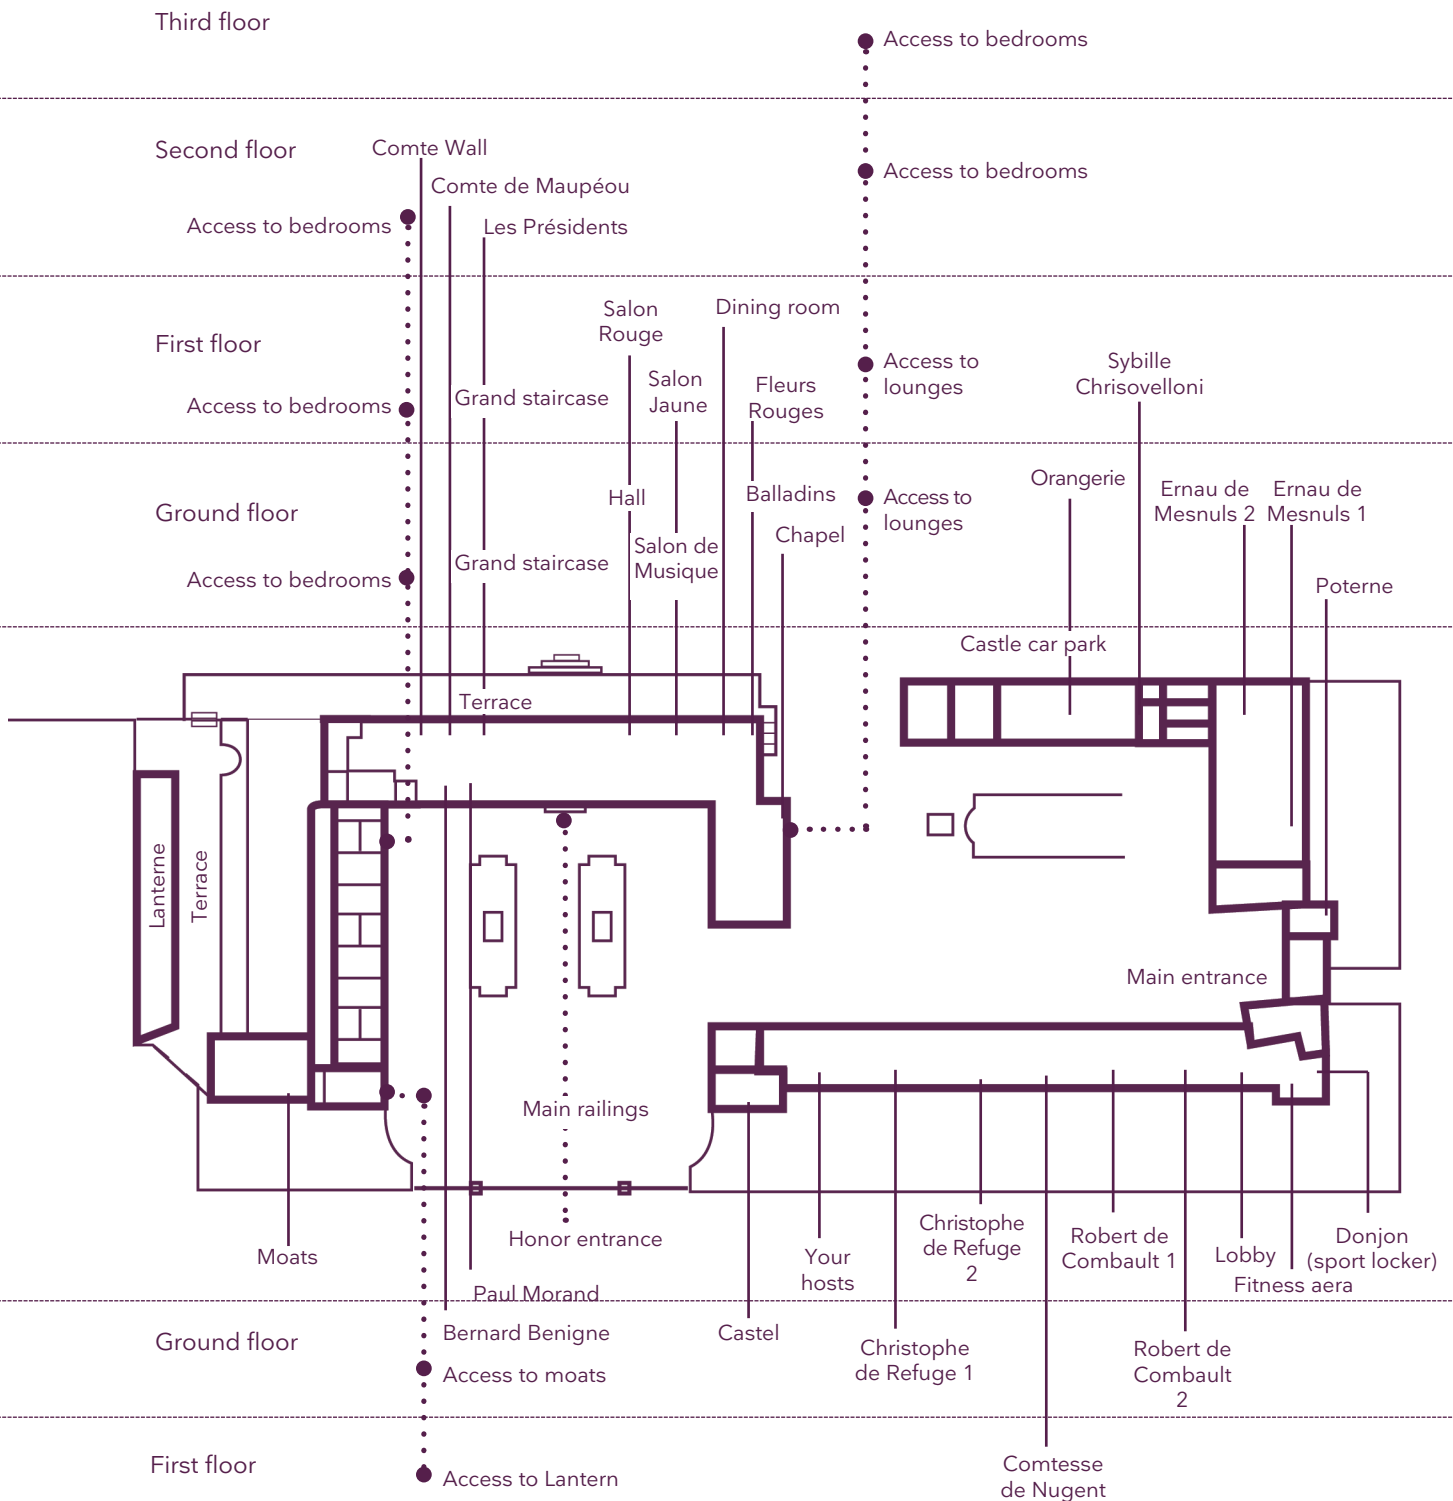 Third floor
Access to bedrooms
Second floor
Comte Wall
Access to bedrooms
Comte de Maupéou
Access to bedrooms
Les Présidents
Salon
Rouge
Dining room
First floor
Access to
lounges
Sybille
Chrisovelloni
Salon
Jaune
Fleurs
Rouges
Grand staircase
Access to bedrooms
Orangerie
Ernau de
Mesnuls 2
Ernau de
Mesnuls 1
Hall
Balladins
Access to
lounges
Ground floor
Chapel
Salon de
Musique
Grand staircase
Access to bedrooms
Poterne
Castle car park
Terrace
Lanterne
Terrace
Main entrance
Main railings
Moats
Honor entrance
Your
hosts
Christophe
de Refuge
2
Robert de
Combault 1
Lobby
Donjon
(sport locker)
Fitness aera
Paul Morand
Bernard Benigne
Castel
Ground floor
Christophe
de Refuge 1
Robert de
Combault
2
Access to moats
First floor
Access to Lantern
Comtesse
de Nugent